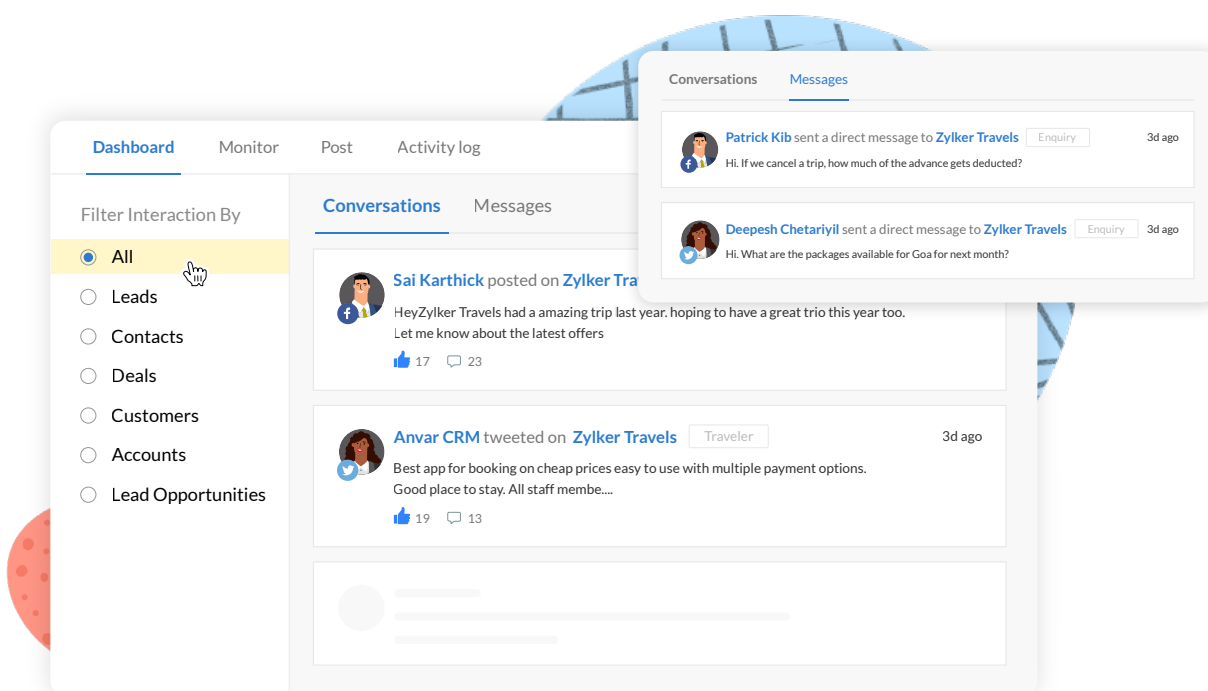 Conversations Messages
Patrick Kib sent a direct message to Zylker Travels Enquiry 3d ago
Hi. If we cancel a trip, how much of the advance gets deducted?
Deepesh Chetariyil sent a direct message to Zylker Travels Enquiry 3d ago
Hi. What are the packages available for Goa for next month?
Dashboard Monitor Post Activity log
Filter Interaction By
All
Leads
Contacts
Deals
Customers
Accounts
Lead Opportunities
Conversations Messages
Sai Karthick posted on Zylker Tra
HeyZylker Travels had a amazing trip last year. hoping to have a great trio this year too.
Let me know about the latest offers
17 23
Anvar CRM tweeted on Zylker Travels Traveler 3d ago
Best app for booking on cheap prices easy to use with multiple payment options.
Good place to stay. All staff membe....
19 13